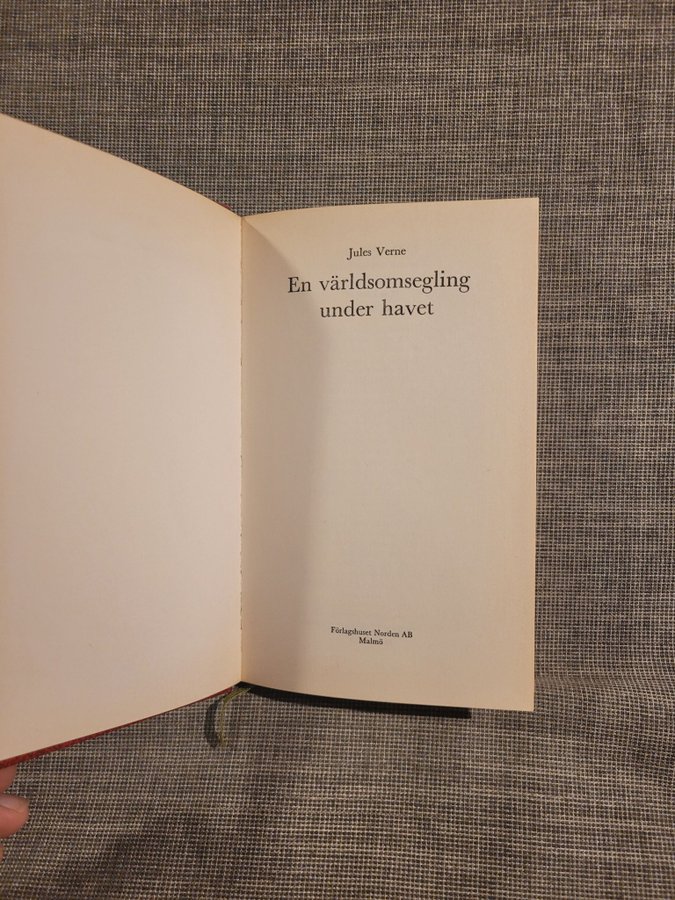 Jules Verne
En världsomsegling
under havet
Förlagshuset Norden AB
Malmö